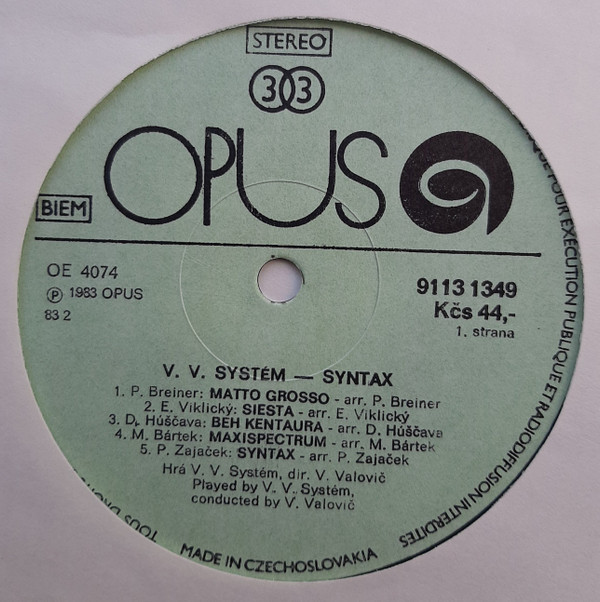 STEREO
33
OPUS
BIEM
OE 4074
℗ 1983 OPUS
83 2
9113 1349
Kčs 44,-
1. strana
V. V. SYSTÉM — SYNTAX
1. P. Breiner: MATTO GROSSO - arr. P. Breiner
2. E. Viklický: SIESTA - arr. E. Viklický
3. D. Húščava: BEH KENTAURA - arr. D. Húščava
4. M. Bártek: MAXISPECTRUM - arr. M. Bártek
5. P. Zajaček: SYNTAX - arr. P. Zajaček
Hrá V. V. Systém, dir. V. Valovič
Played by V. V. Systém,
conducted by V. Valovič
TOUS
POUR EXÉCUTION PUBLIQUE ET RADIODIFFUSION INTERDITES
MADE IN CZECHOSLOVAKIA